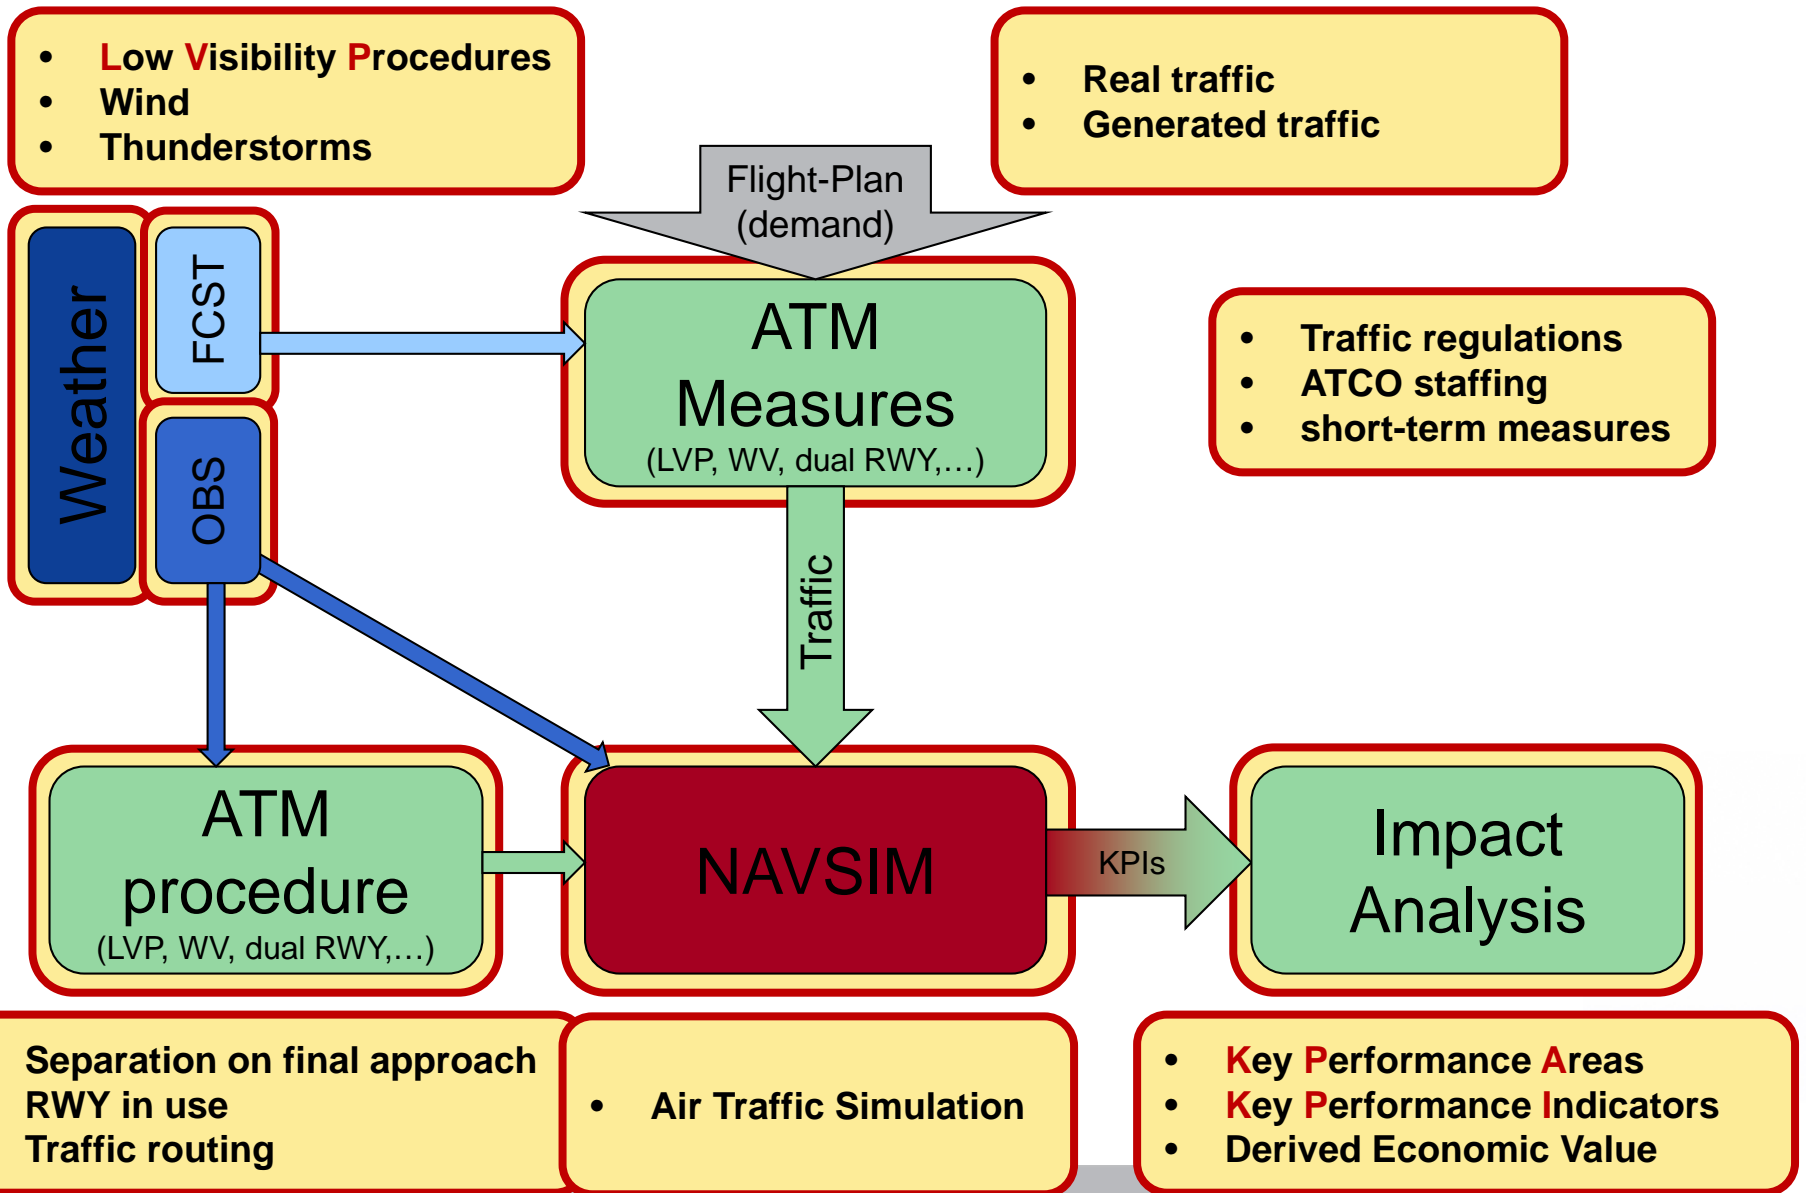 • Low Visibility Procedures
• Wind
• Thunderstorms
• Real traffic
• Generated traffic
Flight-Plan
(demand)
Weather
FCST
OBS
ATM
Measures
(LVP, WV, dual RWY,...)
• Traffic regulations
• ATCO staffing
• short-term measures
Traffic
ATM
procedure
(LVP, WV, dual RWY,...)
NAVSIM
KPIs
Impact
Analysis
Separation on final approach
RWY in use
Traffic routing
• Air Traffic Simulation
• Key Performance Areas
• Key Performance Indicators
• Derived Economic Value